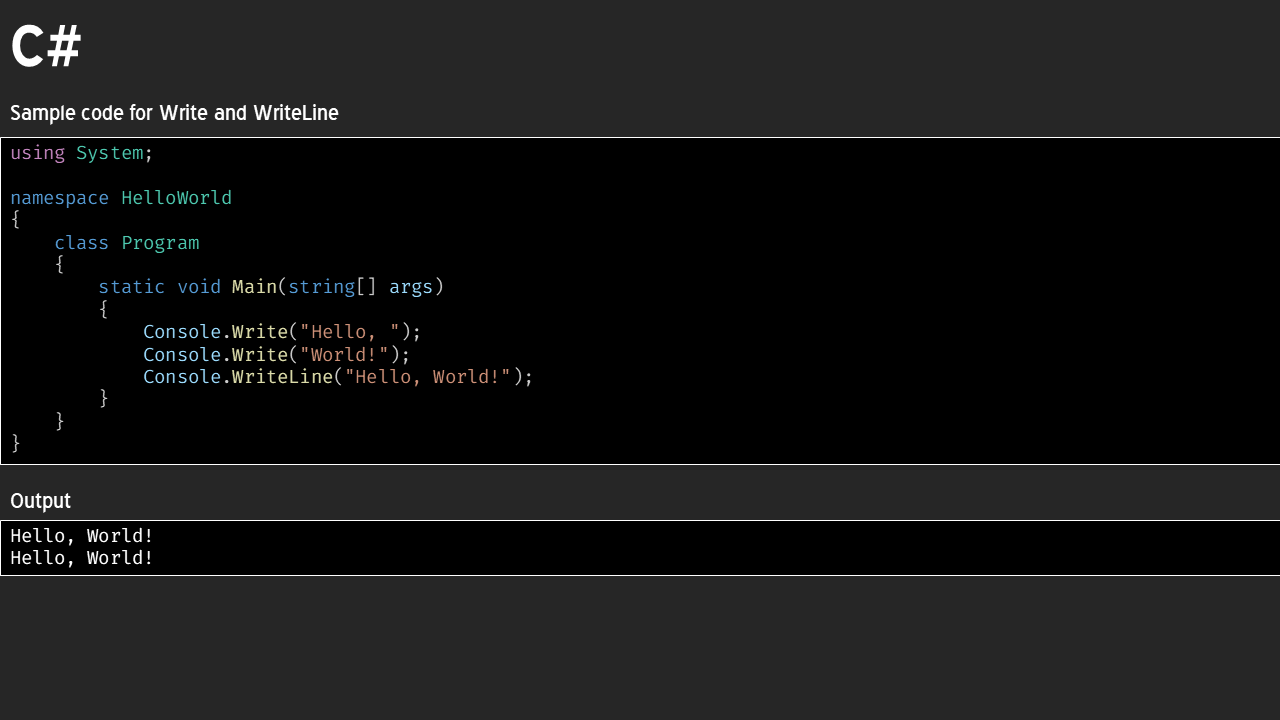 C#
Sample code for Write and WriteLine
using System;

namespace HelloWorld
{
    class Program
    {
        static void Main(string[] args)
        {
            Console.Write("Hello, ");
            Console.Write("World!");
            Console.WriteLine("Hello, World!");
        }
    }
}
Output
Hello, World!
Hello, World!